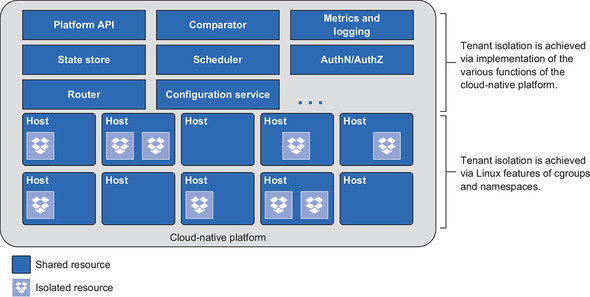 Platform API
Comparator
Metrics and
logging
State store
Scheduler
AuthN/AuthZ
Router
Configuration service
...
Host
Host
Host
Host
Host
Host
Host
Host
Host
Host
Cloud-native platform
Tenant isolation is achieved
via implementation of the
various functions of the
cloud-native platform.
Tenant isolation is achieved
via Linux features of cgroups
and namespaces.
Shared resource
Isolated resource